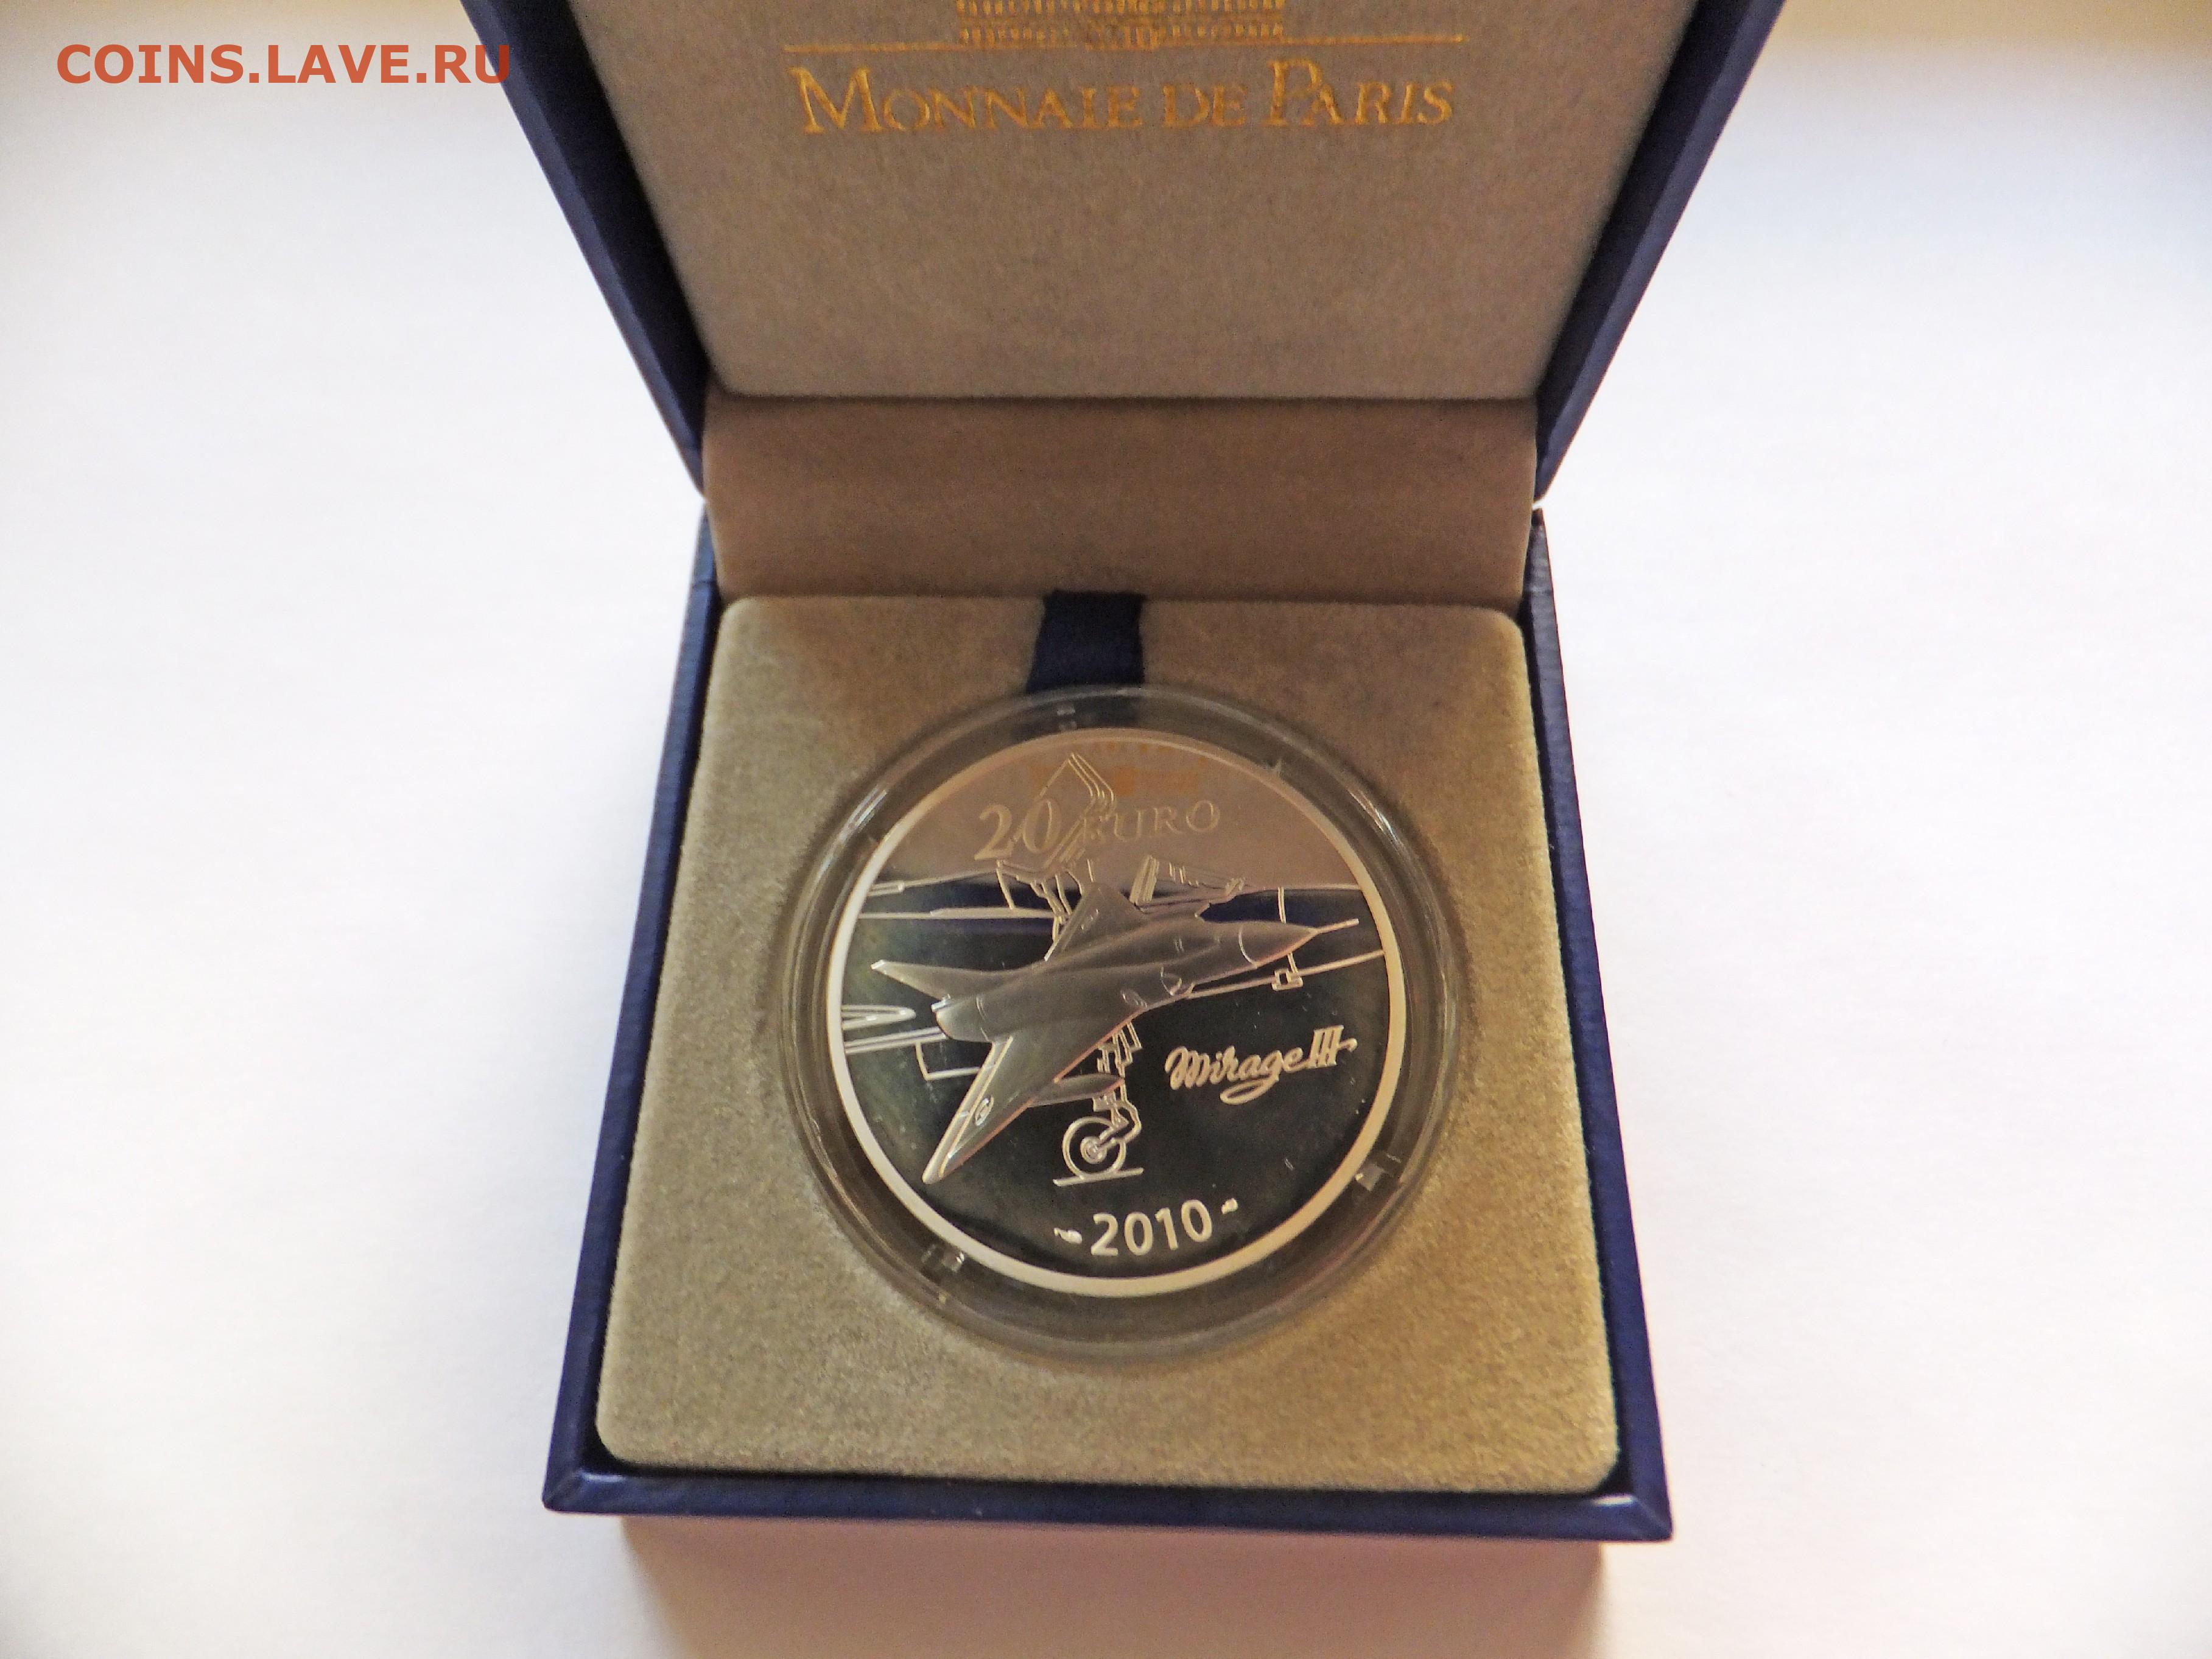 COINS.LAVE.RU
MONNAIE DE PARIS
20 EURO
Mirage III
2010